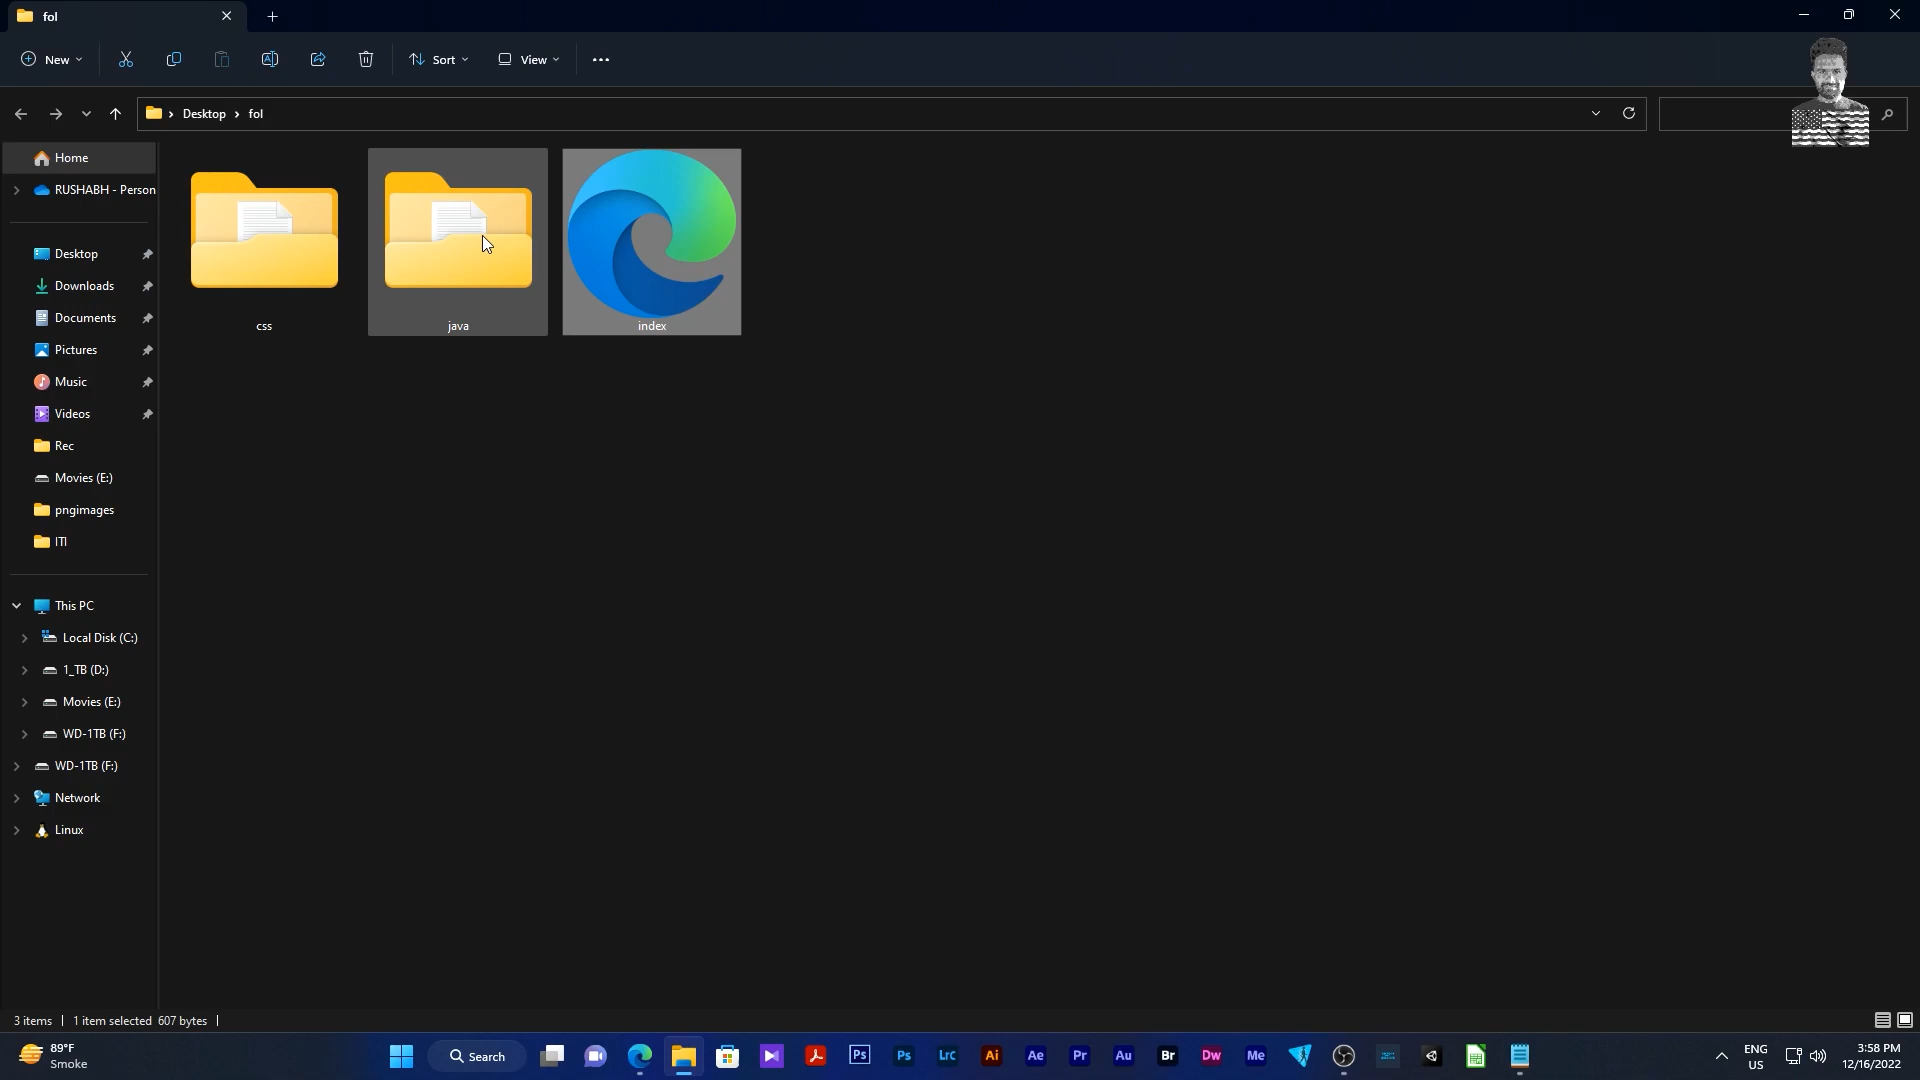 fol
New
Sort
View
Desktop
fol
Home
RUSHABH - Person
Desktop
Downloads
Documents
Pictures
Music
Videos
Rec
Movies (E:)
pngimages
ITI
This PC
Local Disk (C:)
1_TB (D:)
Movies (E:)
WD-1TB (F:)
WD-1TB (F:)
Network
Linux
css
java
index
3 items
1 item selected 607 bytes
89°F
Smoke
Search
Ps
Ps
LrC
Ai
Ae
Pr
Au
Br
Dw
Me
ENG
US
3:58 PM
12/16/2022